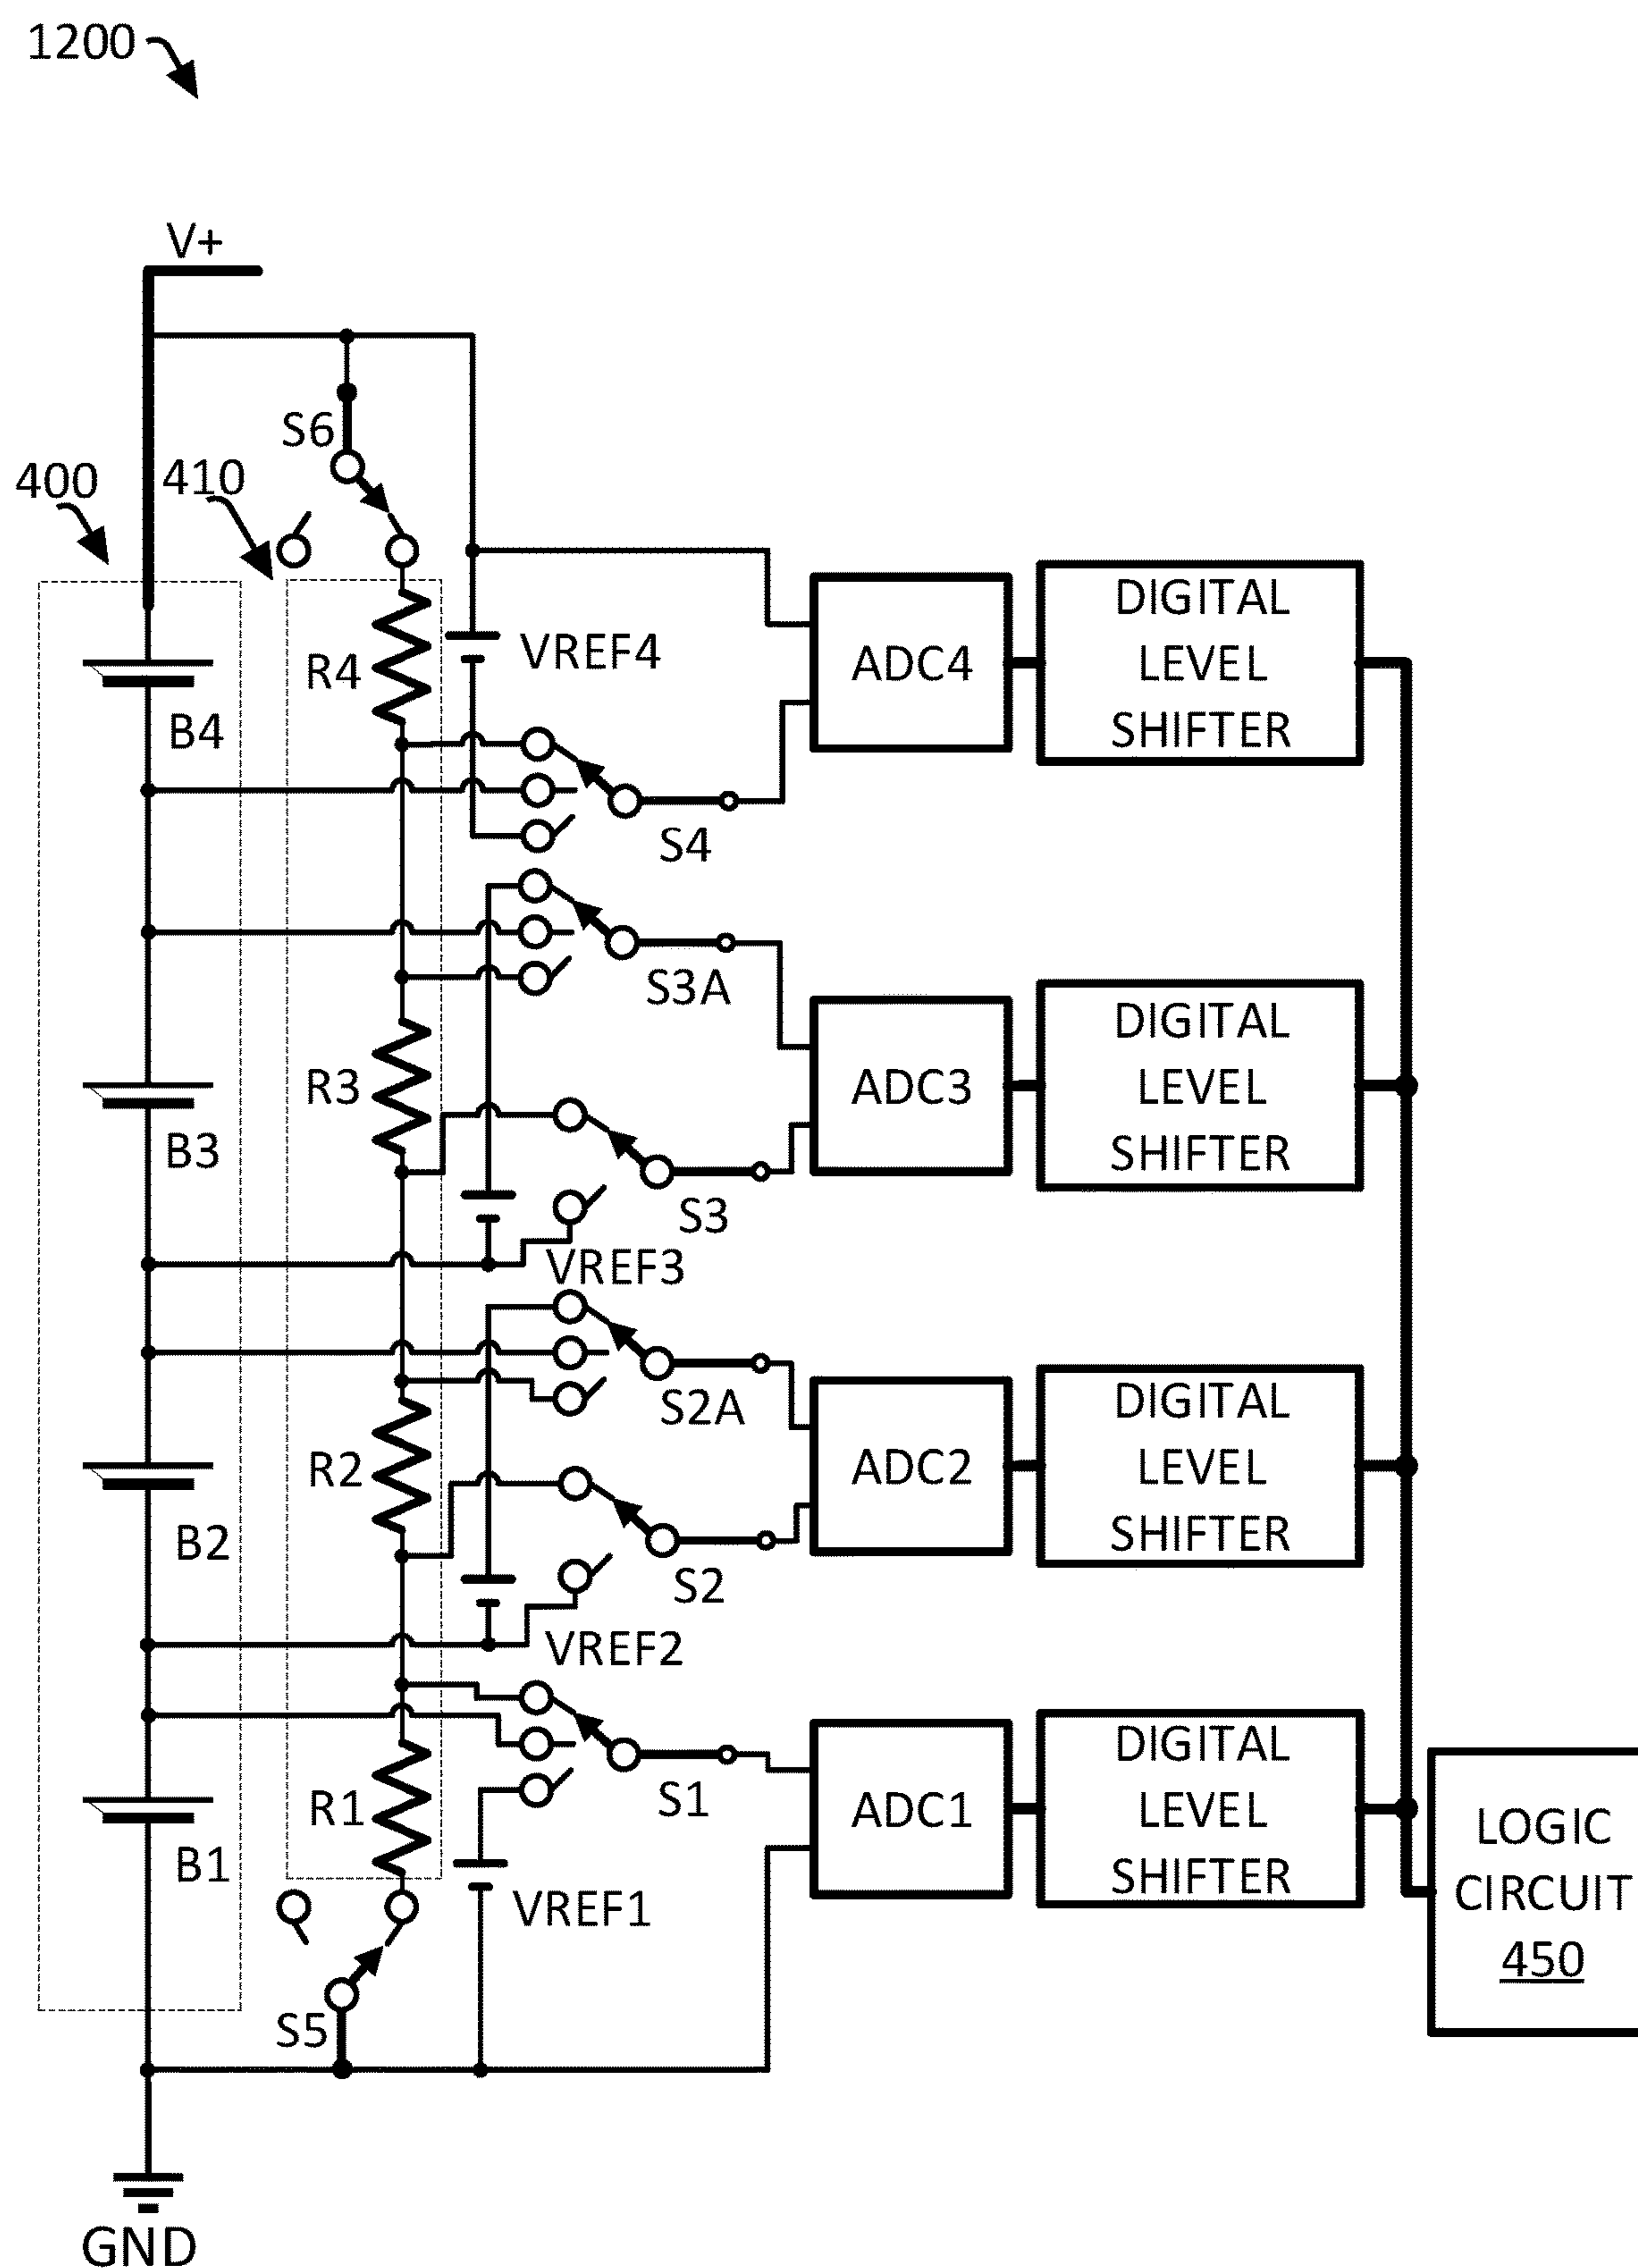 1200
V+
S6
400
410
R4
B4
VREF4
ADC4
DIGITAL
LEVEL
SHIFTER
S4
S3A
R3
B3
ADC3
DIGITAL
LEVEL
SHIFTER
S3
VREF3
S2A
R2
B2
ADC2
DIGITAL
LEVEL
SHIFTER
S2
VREF2
S1
R1
B1
VREF1
ADC1
DIGITAL
LEVEL
SHIFTER
LOGIC
CIRCUIT
450
S5
GND